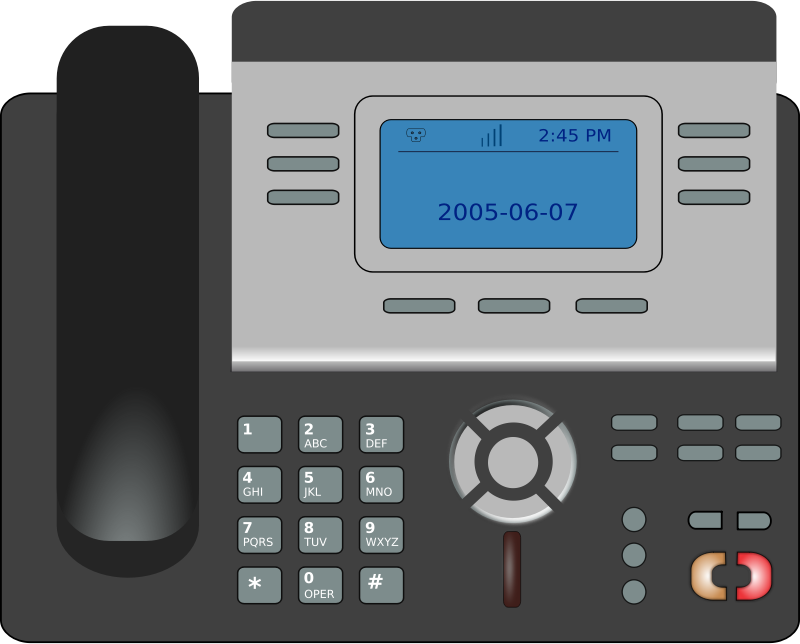 2:45 PM
2005-06-07
1
2 ABC
3 DEF
4 GHI
5 JKL
6 MNO
7 PQRS
8 TUV
9 WXYZ
*
0 OPER
#